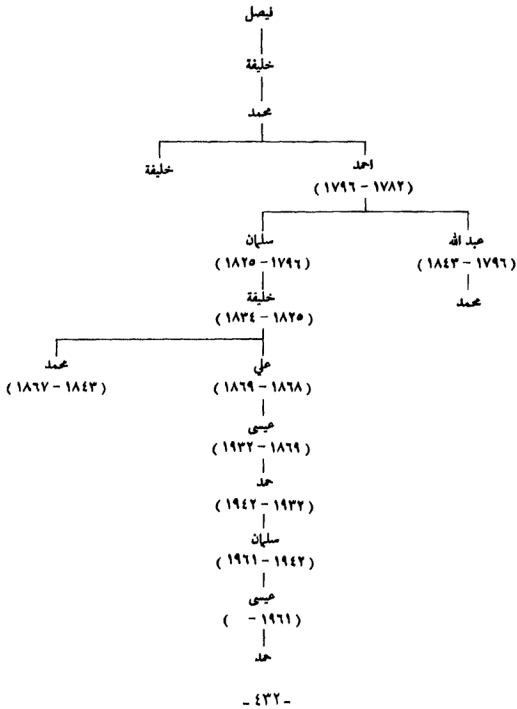 فيصل
خليفة
محمد
احمد
خليفة
(١٧٨٢ – ١٧٩٦)
عبد الله
سلمان
(١٧٩٦ – ١٨٤٣)
(١٧٩٦ – ١٨٢٥)
محمد
خليفة
(١٨٢٥ – ١٨٣٤)
علي
محمد
(١٨٦٨ – ١٨٦٩)
(١٨٤٣ – ١٨٦٧)
عيسى
(١٨٦٩ – ١٩٣٢)
حمد
(١٩٣٢ – ١٩٤٢)
سلمان
(١٩٤٢ – ١٩٦١)
عيسى
(١٩٦١ – )
حمد
- ٤٣٢ -